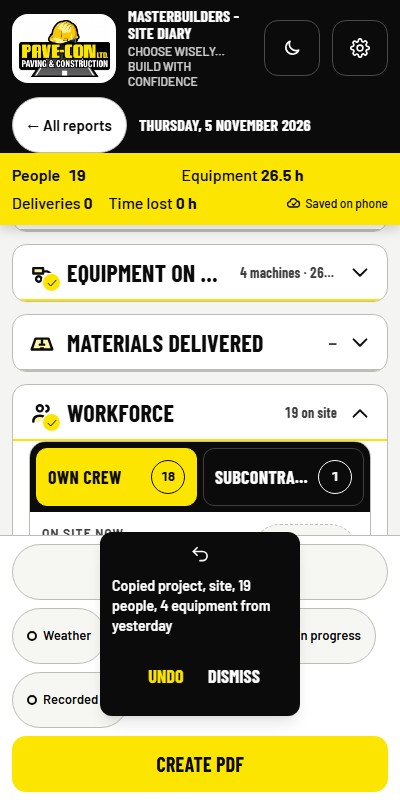 PAVE-CON LTD.
PAVING & CONSTRUCTION
MASTERBUILDERS -
SITE DIARY
CHOOSE WISELY...
BUILD WITH
CONFIDENCE
← All reports
THURSDAY, 5 NOVEMBER 2026
People 19
Equipment 26.5 h
Deliveries 0
Time lost 0 h
Saved on phone
EQUIPMENT ON ...
4 machines · 26...
MATERIALS DELIVERED
–
WORKFORCE
19 on site
OWN CREW
18
SUBCONTRA...
1
ON SITE NOW
Copied project, site, 19
people, 4 equipment from
yesterday
UNDO
DISMISS
Weather
n progress
Recorded
CREATE PDF